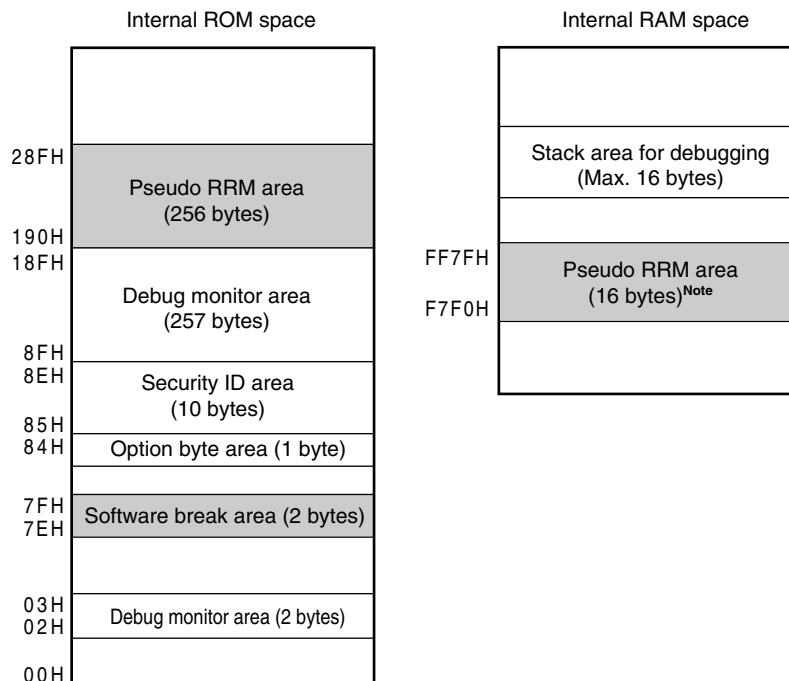 Internal ROM space
28FH
Pseudo RRM area
(256 bytes)
190H
18FH
Debug monitor area
(257 bytes)
8FH
8EH
Security ID area
(10 bytes)
85H
84H
Option byte area (1 byte)
7FH
Software break area (2 bytes)
7EH
03H
Debug monitor area (2 bytes)
02H
00H
Internal RAM space
Stack area for debugging
(Max. 16 bytes)
FF7FH
Pseudo RRM area
(16 bytes)Note
F7F0H